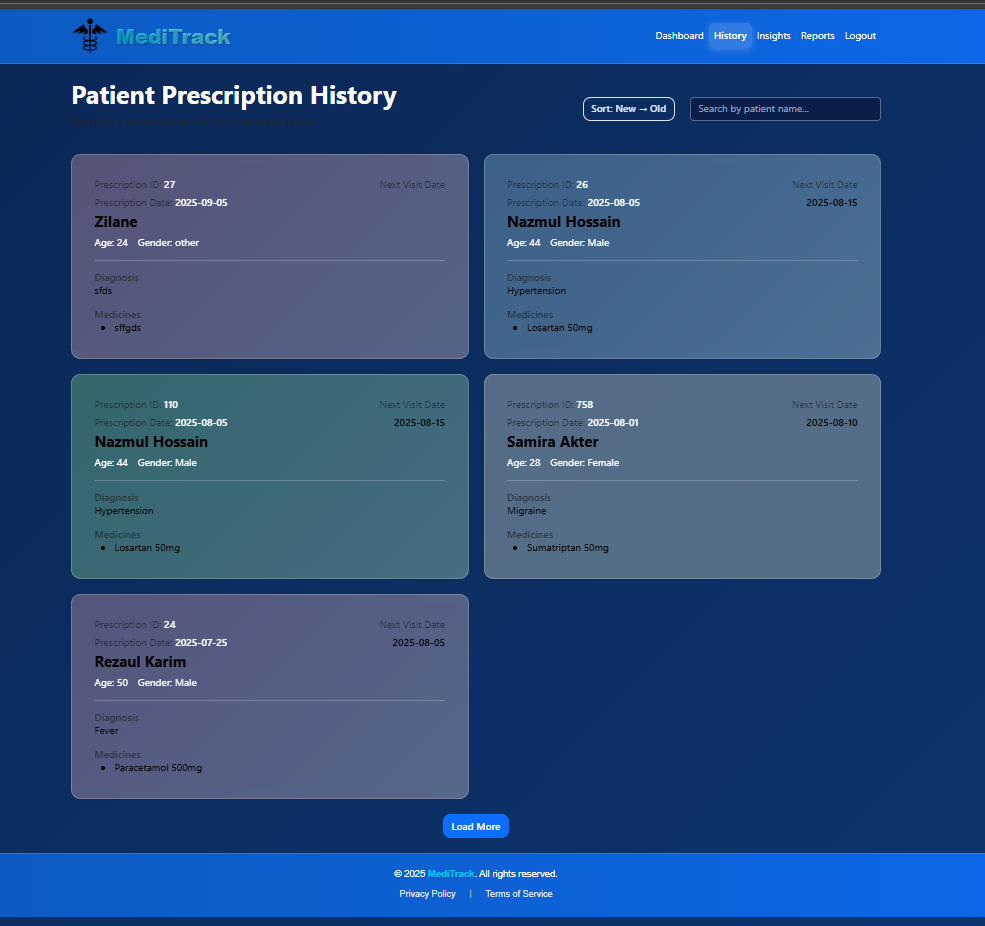 MediTrack
Dashboard History Insights Reports Logout
Patient Prescription History
Sort: New → Old
Search by patient name...
Prescription ID: 27 Next Visit Date
Prescription Date: 2025-09-05
Zilane
Age: 24 Gender: other
Diagnosis
sfds
Medicines
• sffgds
Prescription ID: 26 Next Visit Date
Prescription Date: 2025-08-05 2025-08-15
Nazmul Hossain
Age: 44 Gender: Male
Diagnosis
Hypertension
Medicines
• Losartan 50mg
Prescription ID: 110 Next Visit Date
Prescription Date: 2025-08-05 2025-08-15
Nazmul Hossain
Age: 44 Gender: Male
Diagnosis
Hypertension
Medicines
• Losartan 50mg
Prescription ID: 758 Next Visit Date
Prescription Date: 2025-08-01 2025-08-10
Samira Akter
Age: 28 Gender: Female
Diagnosis
Migraine
Medicines
• Sumatriptan 50mg
Prescription ID: 24 Next Visit Date
Prescription Date: 2025-07-25 2025-08-05
Rezaul Karim
Age: 50 Gender: Male
Diagnosis
Fever
Medicines
• Paracetamol 500mg
Load More
© 2025 MediTrack. All rights reserved.
Privacy Policy | Terms of Service